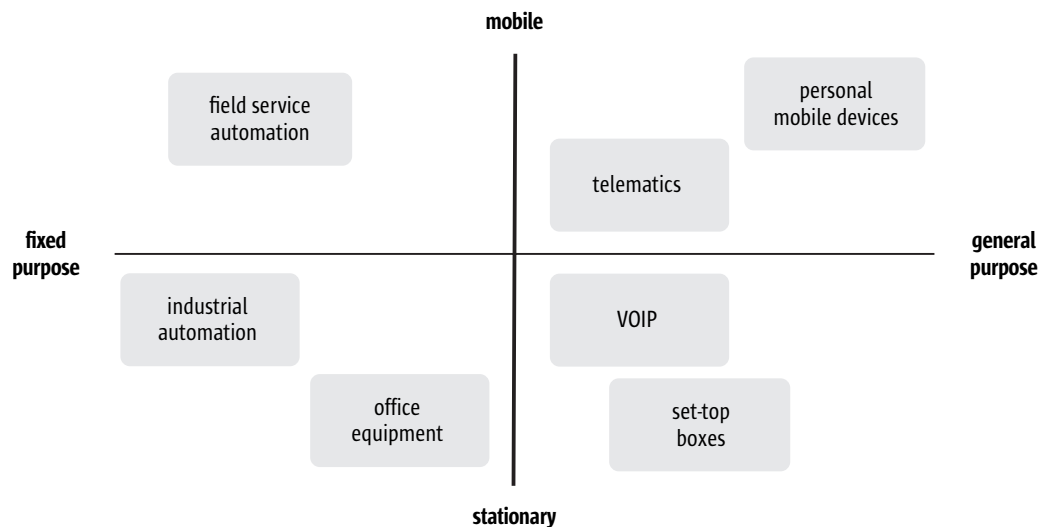 mobile
field service
automation
personal
mobile devices
telematics
fixed
purpose
general
purpose
industrial
automation
VOIP
office
equipment
set-top
boxes
stationary